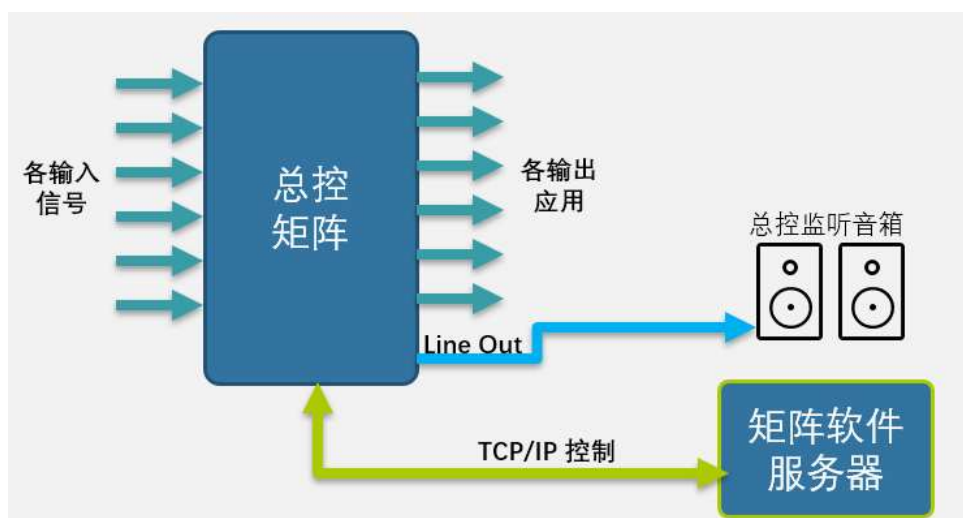 各输入
信号
总控
矩阵
各输出
应用
总控监听音箱
Line Out
TCP/IP 控制
矩阵软件
服务器